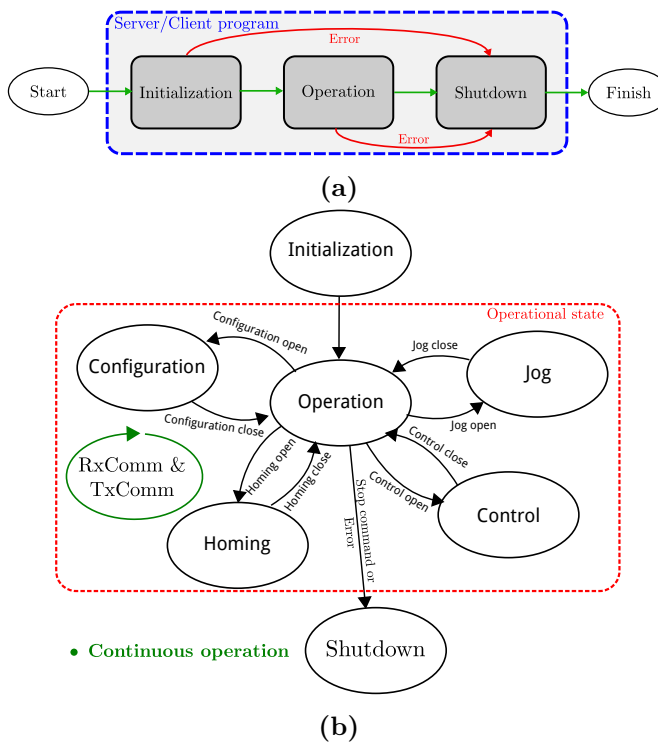 Server/Client program
Error
Start
Initialization
Operation
Shutdown
Finish
Error
(a)
Initialization
Operational state
Configuration open
Jog close
Configuration
Operation
Jog
Configuration close
Jog open
RxComm &
TxComm
Homing open
Homing close
Control close
Control open
Stop command or
Error
Homing
Control
• Continuous operation
Shutdown
(b)